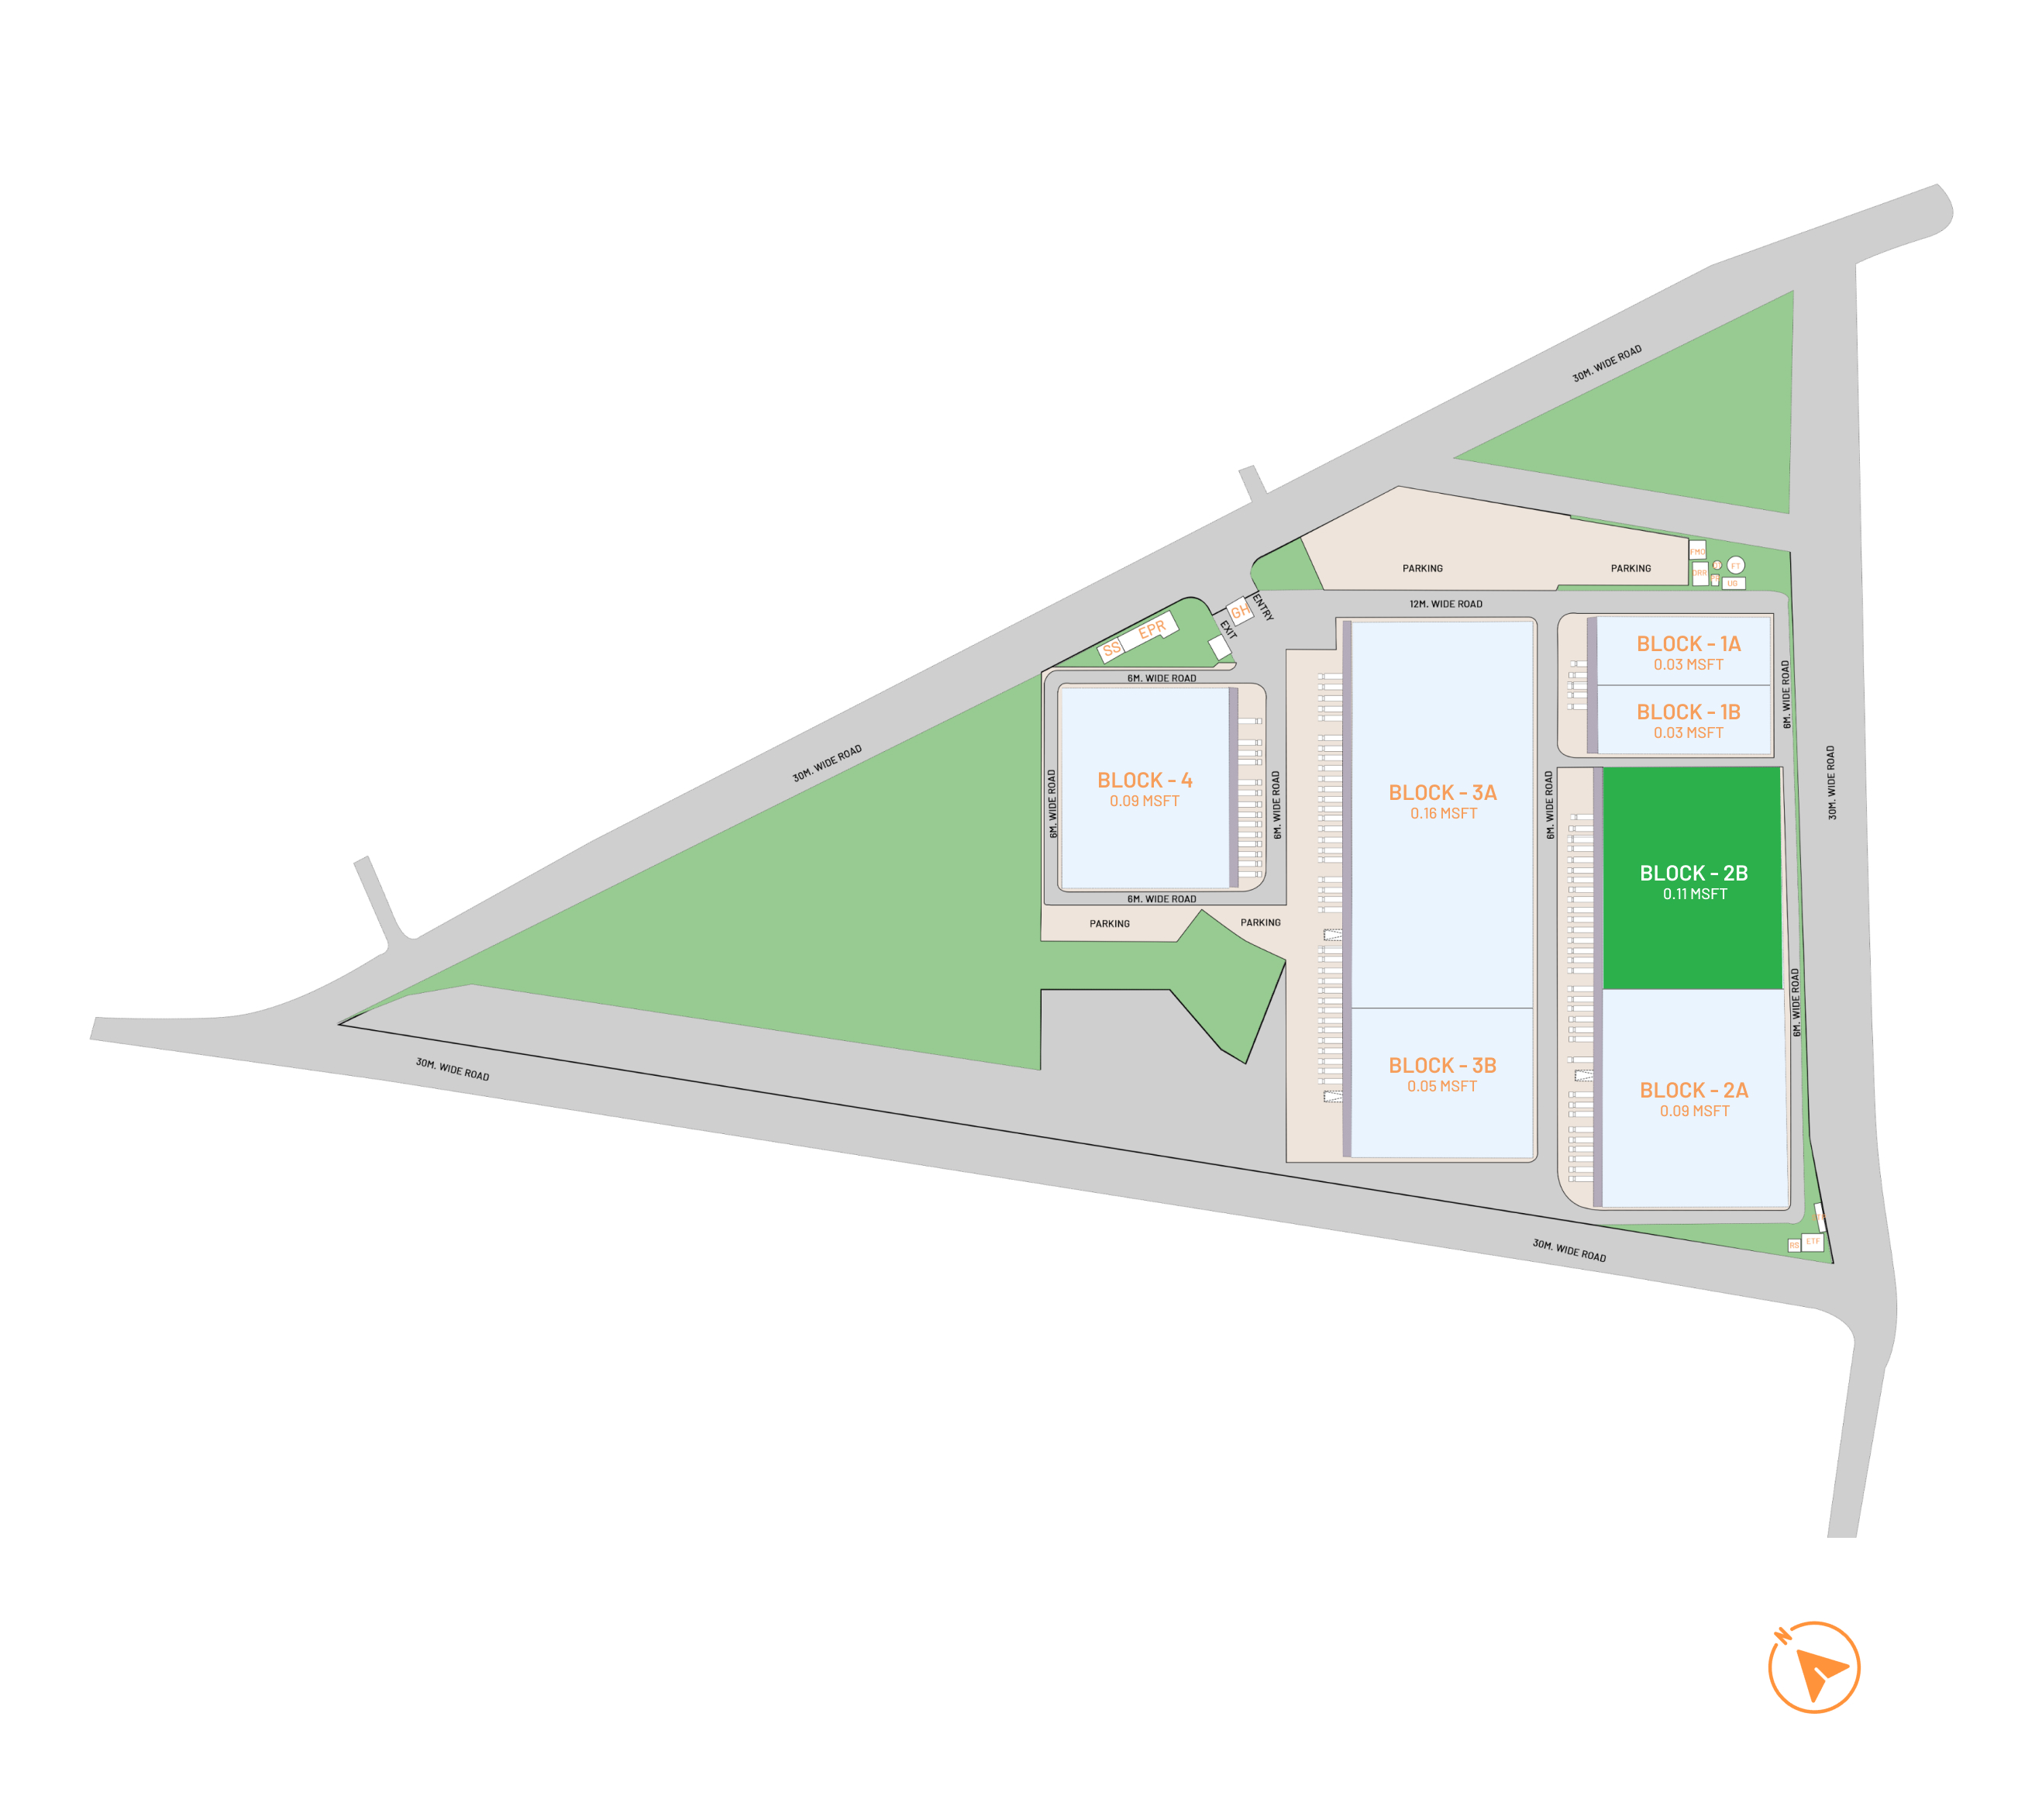 30M. WIDE ROAD
PARKING
PARKING
FMO
DRR
FT
UG
12M. WIDE ROAD
ENTRY
GH
EXIT
EPR
SS
6M. WIDE ROAD
BLOCK - 1A
0.03 MSFT
6M. WIDE ROAD
BLOCK - 1B
0.03 MSFT
30M. WIDE ROAD
30M. WIDE ROAD
6M. WIDE ROAD
BLOCK - 4
0.09 MSFT
6M. WIDE ROAD
BLOCK - 3A
0.16 MSFT
6M. WIDE ROAD
BLOCK - 2B
0.11 MSFT
6M. WIDE ROAD
PARKING
PARKING
6M. WIDE ROAD
30M. WIDE ROAD
BLOCK - 3B
0.05 MSFT
BLOCK - 2A
0.09 MSFT
RS
ETP
30M. WIDE ROAD
N